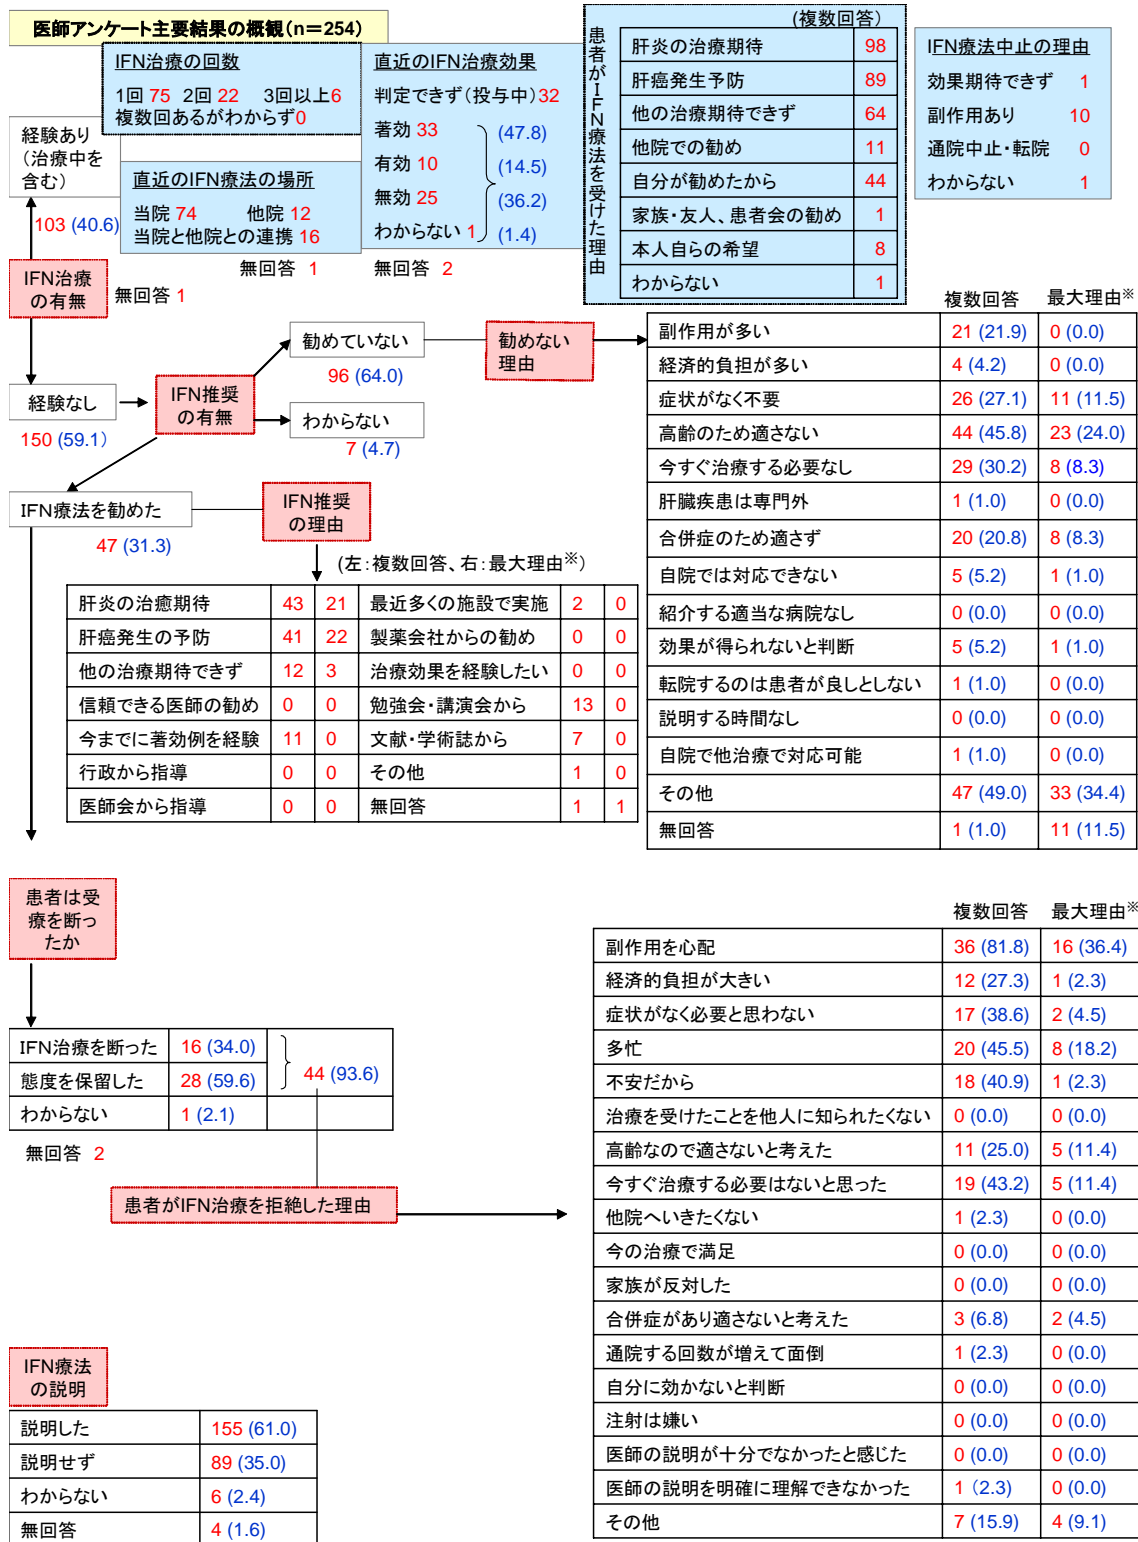 医師アンケート主要結果の概観(n=254)
IFN治療の回数
1回 75 2回 22 3回以上6
複数回あるがわからず0
直近のIFN治療効果
判定できず(投与中)32
著効 33 (47.8)
有効 10 (14.5)
無効 25 (36.2)
わからない 1 (1.4)
無回答 2
経験あり
(治療中を
含む)
103 (40.6)
直近のIFN療法の場所
当院 74 他院 12
当院と他院との連携 16
無回答 1
患者がIFN療法を受けた理由
(複数回答)
肝炎の治療期待 98
肝癌発生予防 89
他の治療期待できず 64
他院での勧め 11
自分が勧めたから 44
家族・友人、患者会の勧め 1
本人自らの希望 8
わからない 1
IFN療法中止の理由
効果期待できず 1
副作用あり 10
通院中止・転院 0
わからない 1
IFN治療
の有無
無回答 1
経験なし
150 (59.1)
IFN推奨
の有無
勧めていない
96 (64.0)
わからない
7 (4.7)
勧めない
理由
IFN療法を勧めた
47 (31.3)
IFN推奨
の理由
(左:複数回答、右:最大理由※)
肝炎の治癒期待 43 21 最近多くの施設で実施 2 0
肝癌発生の予防 41 22 製薬会社からの勧め 0 0
他の治療期待できず 12 3 治療効果を経験したい 0 0
信頼できる医師の勧め 0 0 勉強会・講演会から 13 0
今までに著効例を経験 11 0 文献・学術誌から 7 0
行政から指導 0 0 その他 1 0
医師会から指導 0 0 無回答 1 1
複数回答 最大理由※
副作用が多い 21 (21.9) 0 (0.0)
経済的負担が多い 4 (4.2) 0 (0.0)
症状がなく不要 26 (27.1) 11 (11.5)
高齢のため適さない 44 (45.8) 23 (24.0)
今すぐ治療する必要なし 29 (30.2) 8 (8.3)
肝臓疾患は専門外 1 (1.0) 0 (0.0)
合併症のため適さず 20 (20.8) 8 (8.3)
自院では対応できない 5 (5.2) 1 (1.0)
紹介する適当な病院なし 0 (0.0) 0 (0.0)
効果が得られないと判断 5 (5.2) 1 (1.0)
転院するのは患者が良しとしない 1 (1.0) 0 (0.0)
説明する時間なし 0 (0.0) 0 (0.0)
自院で他治療で対応可能 1 (1.0) 0 (0.0)
その他 47 (49.0) 33 (34.4)
無回答 1 (1.0) 11 (11.5)
患者は受
療を断っ
たか
IFN治療を断った 16 (34.0)
態度を保留した 28 (59.6)
44 (93.6)
わからない 1 (2.1)
無回答 2
患者がIFN治療を拒絶した理由
複数回答 最大理由※
副作用を心配 36 (81.8) 16 (36.4)
経済的負担が大きい 12 (27.3) 1 (2.3)
症状がなく必要と思わない 17 (38.6) 2 (4.5)
多忙 20 (45.5) 8 (18.2)
不安だから 18 (40.9) 1 (2.3)
治療を受けたことを他人に知られたくない 0 (0.0) 0 (0.0)
高齢なので適さないと考えた 11 (25.0) 5 (11.4)
今すぐ治療する必要はないと思った 19 (43.2) 5 (11.4)
他院へいきたくない 1 (2.3) 0 (0.0)
今の治療で満足 0 (0.0) 0 (0.0)
家族が反対した 0 (0.0) 0 (0.0)
合併症があり適さないと考えた 3 (6.8) 2 (4.5)
通院する回数が増えて面倒 1 (2.3) 0 (0.0)
自分に効かないと判断 0 (0.0) 0 (0.0)
注射は嫌い 0 (0.0) 0 (0.0)
医師の説明が十分でなかったと感じた 0 (0.0) 0 (0.0)
医師の説明を明確に理解できなかった 1 (2.3) 0 (0.0)
その他 7 (15.9) 4 (9.1)
IFN療法
の説明
説明した 155 (61.0)
説明せず 89 (35.0)
わからない 6 (2.4)
無回答 4 (1.6)